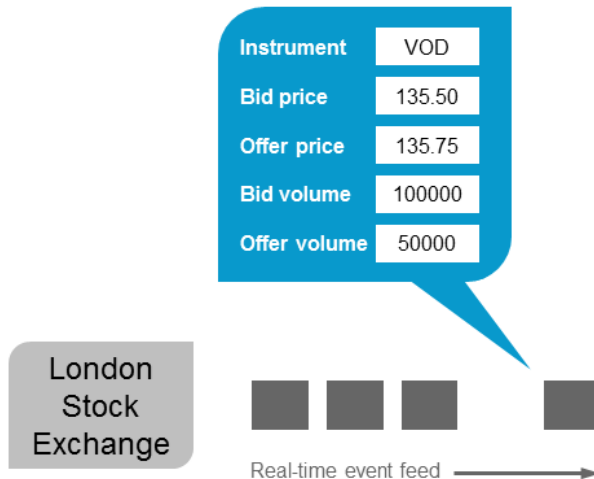 Instrument VOD
Bid price 135.50
Offer price 135.75
Bid volume 100000
Offer volume 50000
London
Stock
Exchange
Real-time event feed